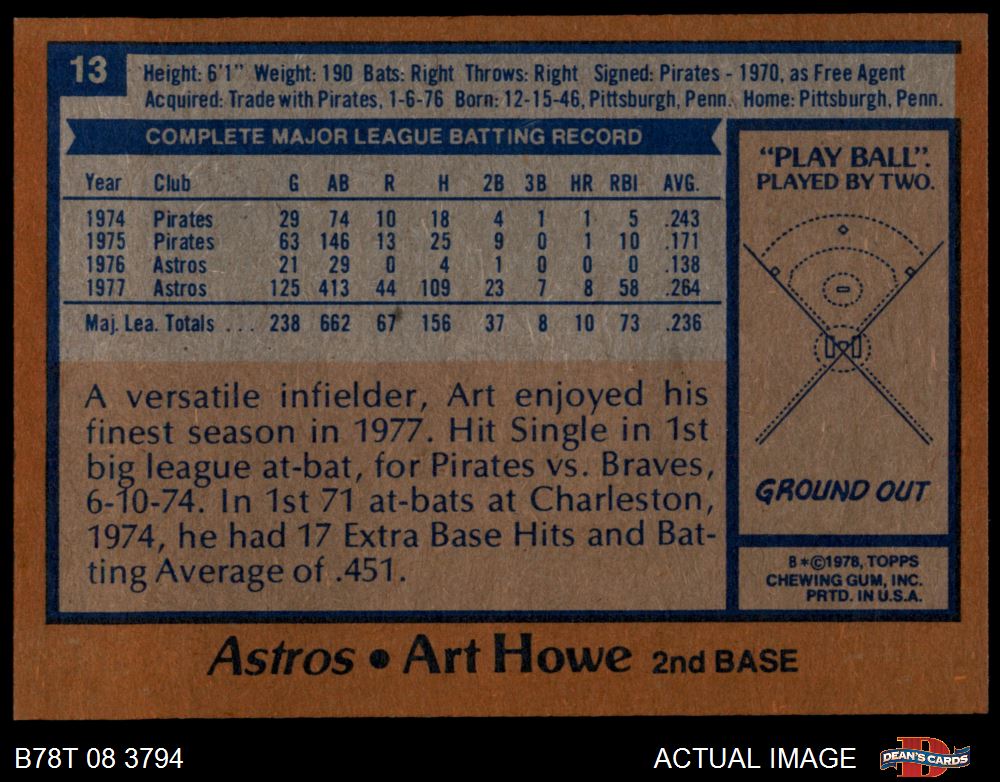 13
Height: 6'1" Weight: 190 Bats: Right Throws: Right Signed: Pirates - 1970, as Free Agent
Acquired: Trade with Pirates, 1-6-76 Born: 12-15-46, Pittsburgh, Penn. Home: Pittsburgh, Penn.
COMPLETE MAJOR LEAGUE BATTING RECORD
Year Club G AB R H 2B 3B HR RBI AVG.
1974 Pirates 29 74 10 18 4 1 1 5 .243
1975 Pirates 63 146 13 25 9 0 1 10 .171
1976 Astros 21 29 0 4 1 0 0 0 .138
1977 Astros 125 413 44 109 23 7 8 58 .264
Maj. Lea. Totals ... 238 662 67 156 37 8 10 73 .236
A versatile infielder, Art enjoyed his
finest season in 1977. Hit Single in 1st
big league at-bat, for Pirates vs. Braves,
6-10-74. In 1st 71 at-bats at Charleston,
1974, he had 17 Extra Base Hits and Bat-
ting Average of .451.
"PLAY BALL".
PLAYED BY TWO.
GROUND OUT
8*©1978, TOPPS
CHEWING GUM, INC.
PRTD. IN U.S.A.
Astros • Art Howe 2nd BASE
B78T 08 3794 ACTUAL IMAGE DEAN'S CARDS